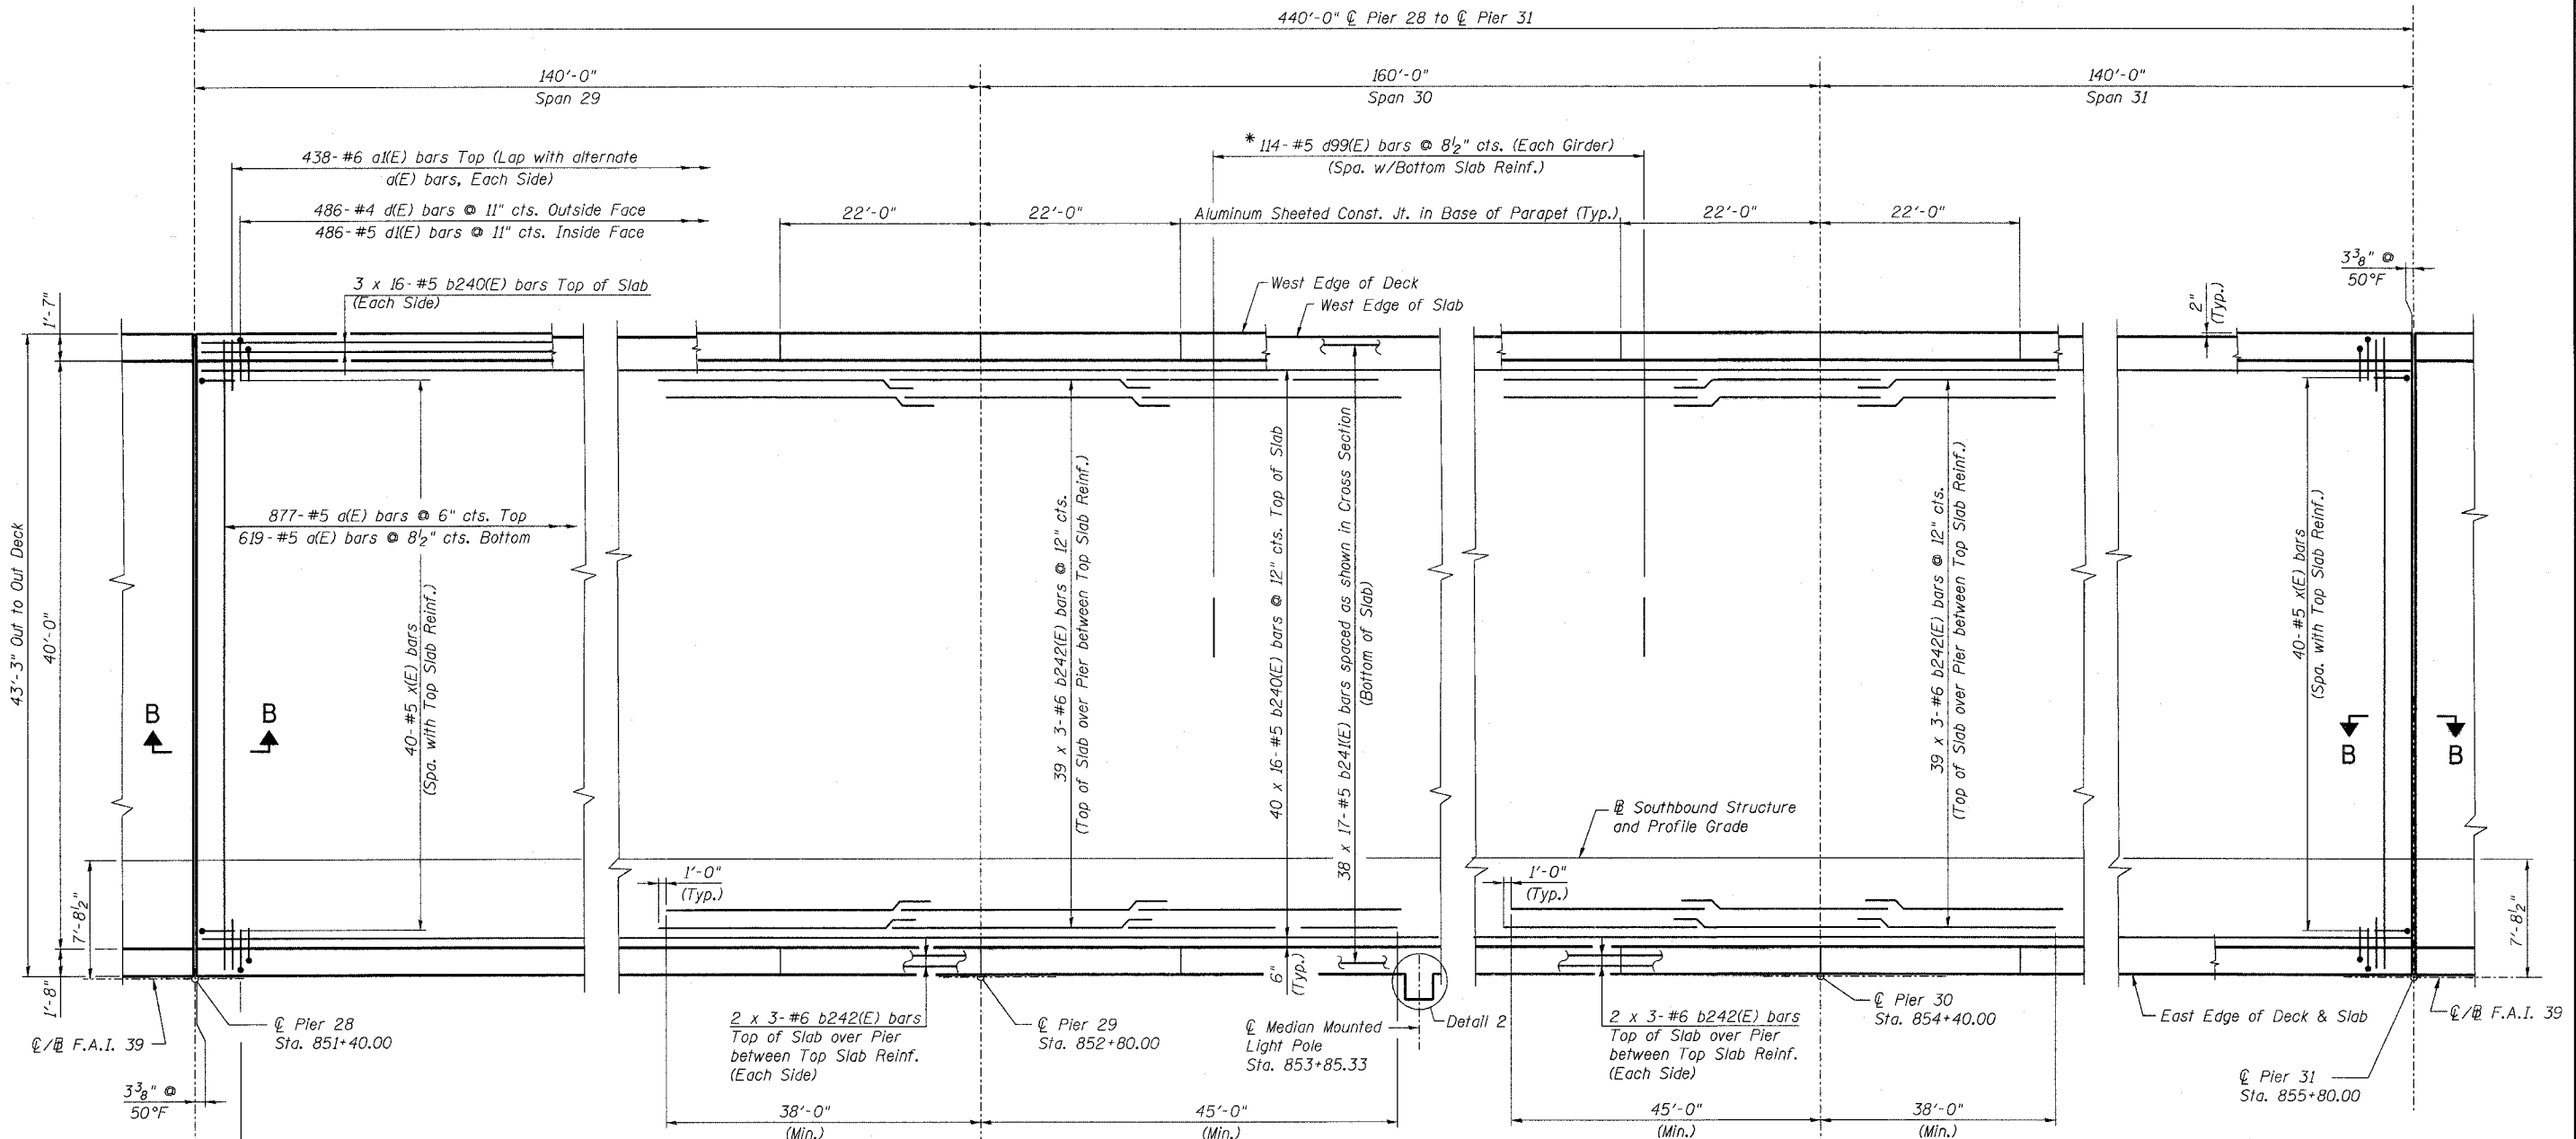 440'-0" ℄ Pier 28 to ℄ Pier 31
140'-0"
Span 29
160'-0"
Span 30
140'-0"
Span 31
438-#6 a1(E) bars Top (Lap with alternate
a(E) bars, Each Side)
* 114-#5 d99(E) bars @ 8½" cts. (Each Girder)
(Spa. w/Bottom Slab Reinf.)
486-#4 d(E) bars @ 11" cts. Outside Face
486-#5 d1(E) bars @ 11" cts. Inside Face
22'-0"
22'-0"
Aluminum Sheeted Const. Jt. in Base of Parapet (Typ.)
22'-0"
22'-0"
3 x 16-#5 b240(E) bars Top of Slab
(Each Side)
West Edge of Deck
West Edge of Slab
3⅜" @
50°F
2"
(Typ.)
1'-7"
43'-3" Out to Out Deck
40'-0"
877-#5 a(E) bars @ 6" cts. Top
619-#5 a(E) bars @ 8½" cts. Bottom
40-#5 x(E) bars
(Spa. with Top Slab Reinf.)
39 x 3-#6 b242(E) bars @ 12" cts.
(Top of Slab over Pier between Top Slab Reinf.)
40 x 16-#5 b240(E) bars @ 12" cts. Top of Slab
38 x 17-#5 b241(E) bars spaced as shown in Cross Section
(Bottom of Slab)
39 x 3-#6 b242(E) bars @ 12" cts.
(Top of Slab over Pier between Top Slab Reinf.)
40-#5 x(E) bars
(Spa. with Top Slab Reinf.)
B
B
B
B
℔ Southbound Structure
and Profile Grade
7'-8½"
1'-0"
(Typ.)
1'-0"
(Typ.)
7'-8½"
1'-8"
6"
(Typ.)
℄/℔ F.A.I. 39
℄ Pier 28
Sta. 851+40.00
2 x 3-#6 b242(E) bars
Top of Slab over Pier
between Top Slab Reinf.
(Each Side)
℄ Pier 29
Sta. 852+80.00
℄ Median Mounted
Light Pole
Sta. 853+85.33
Detail 2
2 x 3-#6 b242(E) bars
Top of Slab over Pier
between Top Slab Reinf.
(Each Side)
℄ Pier 30
Sta. 854+40.00
East Edge of Deck & Slab
℄/℔ F.A.I. 39
℄ Pier 31
Sta. 855+80.00
3⅜" @
50°F
38'-0"
(Min.)
45'-0"
(Min.)
45'-0"
(Min.)
38'-0"
(Min.)